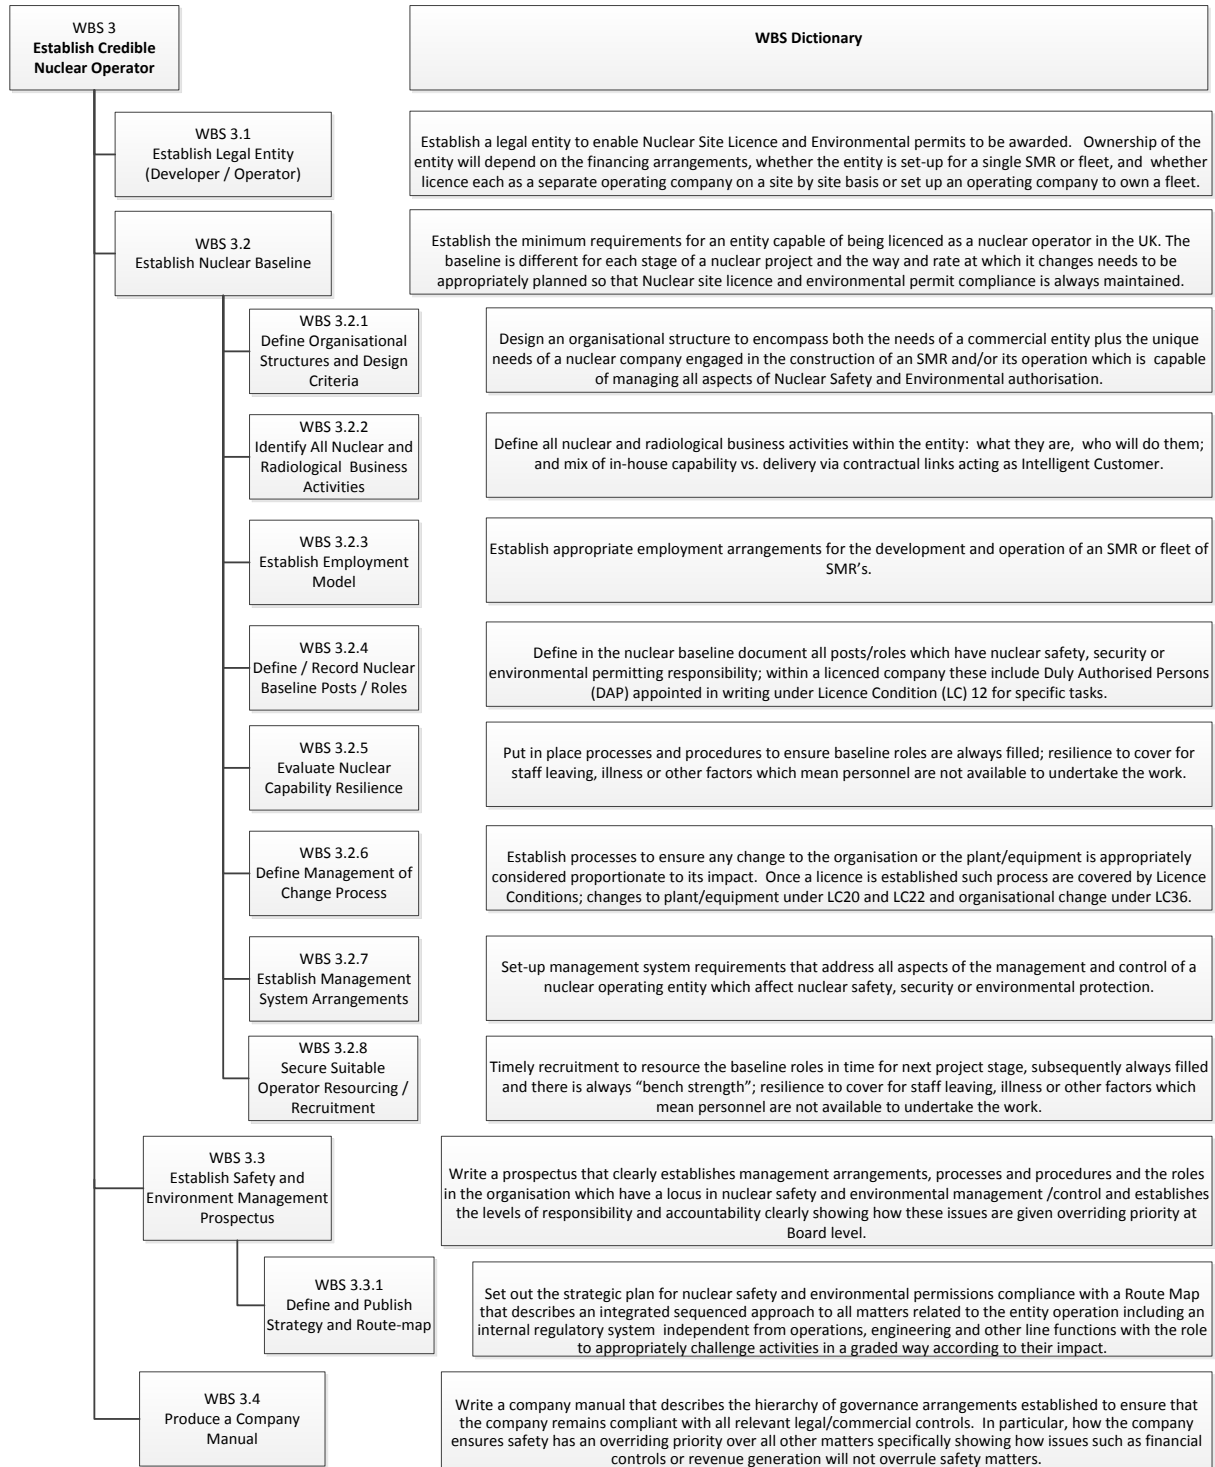 WBS 3
Establish Credible
Nuclear Operator
WBS Dictionary
WBS 3.1
Establish Legal Entity
(Developer / Operator)
Establish a legal entity to enable Nuclear Site Licence and Environmental permits to be awarded.   Ownership of the
entity will depend on the financing arrangements, whether the entity is set-up for a single SMR or fleet, and  whether
licence each as a separate operating company on a site by site basis or set up an operating company to own a fleet.
WBS 3.2
Establish Nuclear Baseline
Establish the minimum requirements for an entity capable of being licenced as a nuclear operator in the UK. The
baseline is different for each stage of a nuclear project and the way and rate at which it changes needs to be
appropriately planned so that Nuclear site licence and environmental permit compliance is always maintained.
WBS 3.2.1
Define Organisational
Structures and Design
Criteria
Design an organisational structure to encompass both the needs of a commercial entity plus the unique
needs of a nuclear company engaged in the construction of an SMR and/or its operation which is  capable
of managing all aspects of Nuclear Safety and Environmental authorisation.
WBS 3.2.2
Identify All Nuclear and
Radiological  Business
Activities
Define all nuclear and radiological business activities within the entity:  what they are,  who will do them;
and mix of in-house capability vs. delivery via contractual links acting as Intelligent Customer.
WBS 3.2.3
Establish Employment
Model
Establish appropriate employment arrangements for the development and operation of an SMR or fleet of
SMR's.
WBS 3.2.4
Define / Record Nuclear
Baseline Posts / Roles
Define in the nuclear baseline document all posts/roles which have nuclear safety, security or
environmental permitting responsibility; within a licenced company these include Duly Authorised Persons
(DAP) appointed in writing under Licence Condition (LC) 12 for specific tasks.
WBS 3.2.5
Evaluate Nuclear
Capability Resilience
Put in place processes and procedures to ensure baseline roles are always filled; resilience to cover for
staff leaving, illness or other factors which mean personnel are not available to undertake the work.
WBS 3.2.6
Define Management of
Change Process
Establish processes to ensure any change to the organisation or the plant/equipment is appropriately
considered proportionate to its impact.  Once a licence is established such process are covered by Licence
Conditions; changes to plant/equipment under LC20 and LC22 and organisational change under LC36.
WBS 3.2.7
Establish Management
System Arrangements
Set-up management system requirements that address all aspects of the management and control of a
nuclear operating entity which affect nuclear safety, security or environmental protection.
WBS 3.2.8
Secure Suitable
Operator Resourcing /
Recruitment
Timely recruitment to resource the baseline roles in time for next project stage, subsequently always filled
and there is always “bench strength”; resilience to cover for staff leaving, illness or other factors which
mean personnel are not available to undertake the work.
WBS 3.3
Establish Safety and
Environment Management
Prospectus
Write a prospectus that clearly establishes management arrangements, processes and procedures and the roles
in the organisation which have a locus in nuclear safety and environmental management /control and establishes
the levels of responsibility and accountability clearly showing how these issues are given overriding priority at
Board level.
WBS 3.3.1
Define and Publish
Strategy and Route-map
Set out the strategic plan for nuclear safety and environmental permissions compliance with a Route Map
that describes an integrated sequenced approach to all matters related to the entity operation including an
internal regulatory system  independent from operations, engineering and other line functions with the role
to appropriately challenge activities in a graded way according to their impact.
WBS 3.4
Produce a Company
Manual
Write a company manual that describes the hierarchy of governance arrangements established to ensure that
the company remains compliant with all relevant legal/commercial controls.  In particular, how the company
ensures safety has an overriding priority over all other matters specifically showing how issues such as financial
controls or revenue generation will not overrule safety matters.